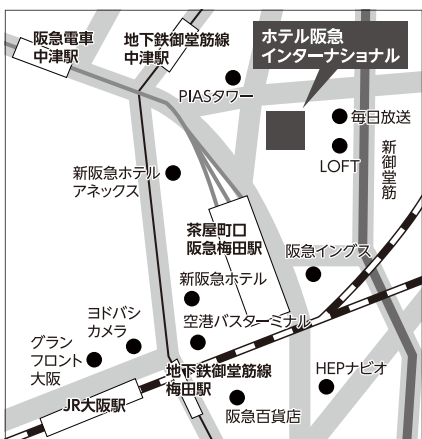 阪急電車
中津駅
地下鉄御堂筋線
中津駅
ホテル阪急
インターナショナル
PIASタワー
毎日放送
LOFT
新御堂筋
新阪急ホテル
アネックス
茶屋町口
阪急梅田駅
阪急イングス
新阪急ホテル
ヨドバシ
カメラ
空港バスターミナル
グラン
フロント
大阪
地下鉄御堂筋線
梅田駅
HEPナビオ
JR大阪駅
阪急百貨店